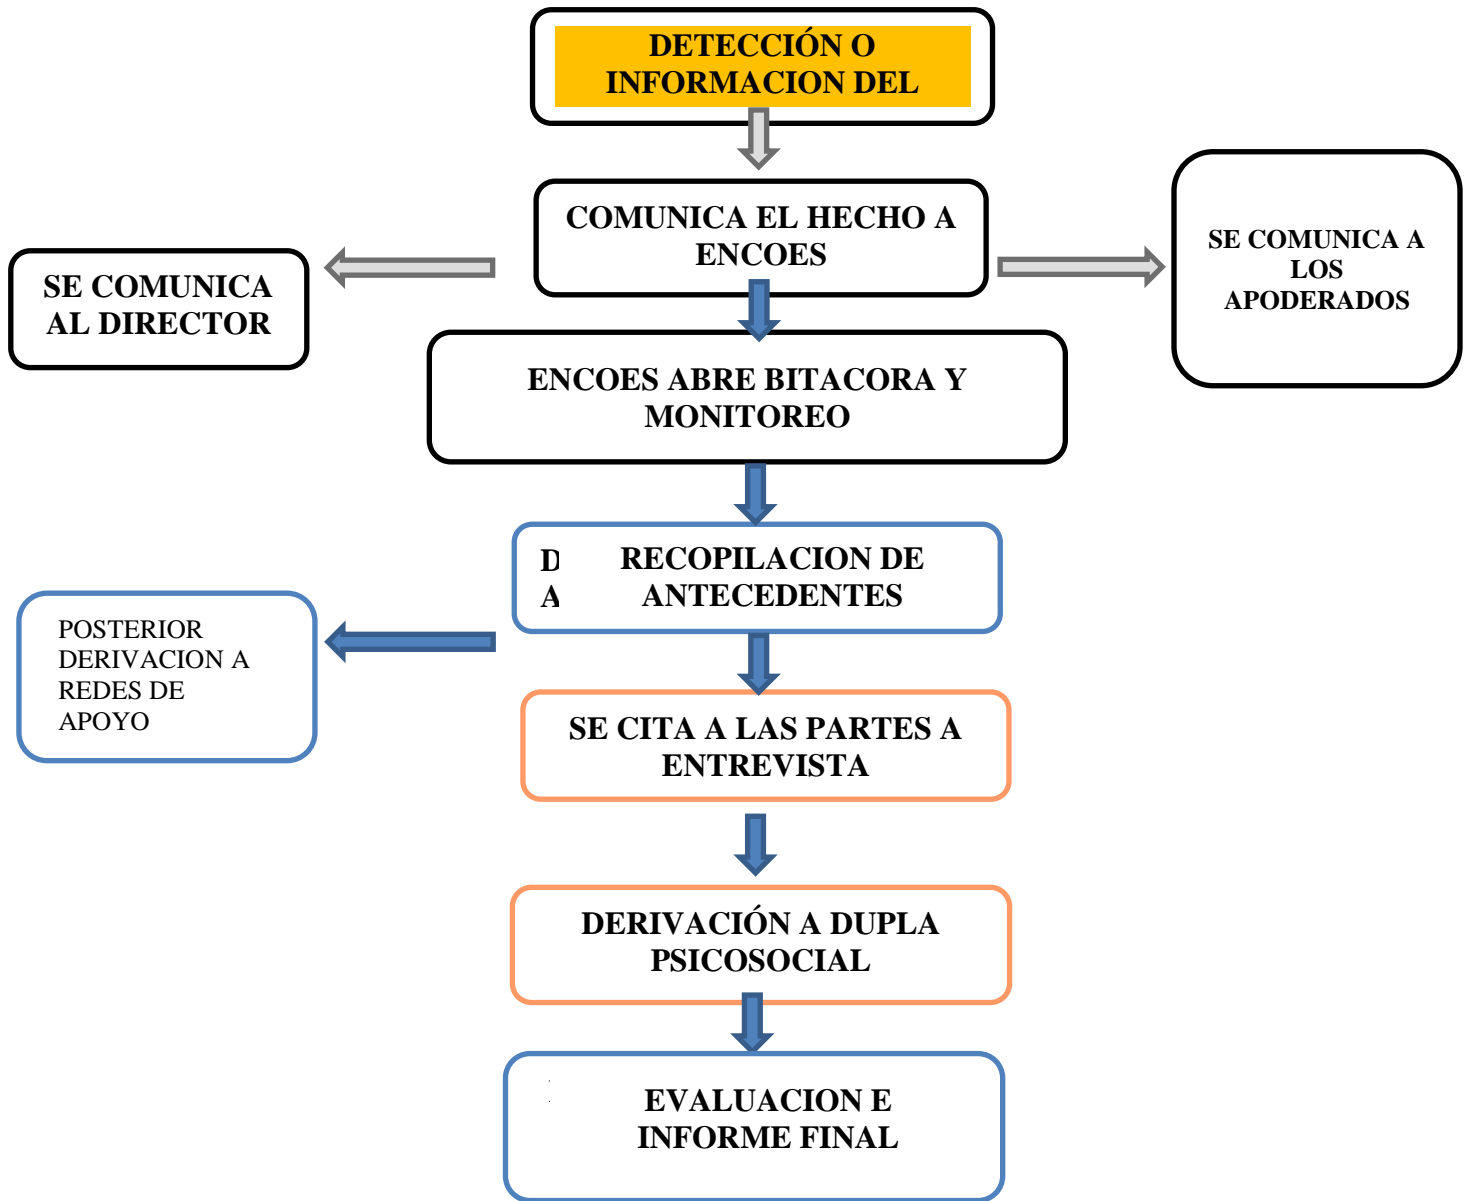 DETECCIÓN O
INFORMACION DEL
COMUNICA EL HECHO A
ENCOES
SE COMUNICA A
LOS
APODERADOS
SE COMUNICA
AL DIRECTOR
ENCOES ABRE BITACORA Y
MONITOREO
RECOPILACION DE
ANTECEDENTES
POSTERIOR
DERIVACION A
REDES DE
APOYO
SE CITA A LAS PARTES A
ENTREVISTA
DERIVACIÓN A DUPLA
PSICOSOCIAL
EVALUACION E
INFORME FINAL